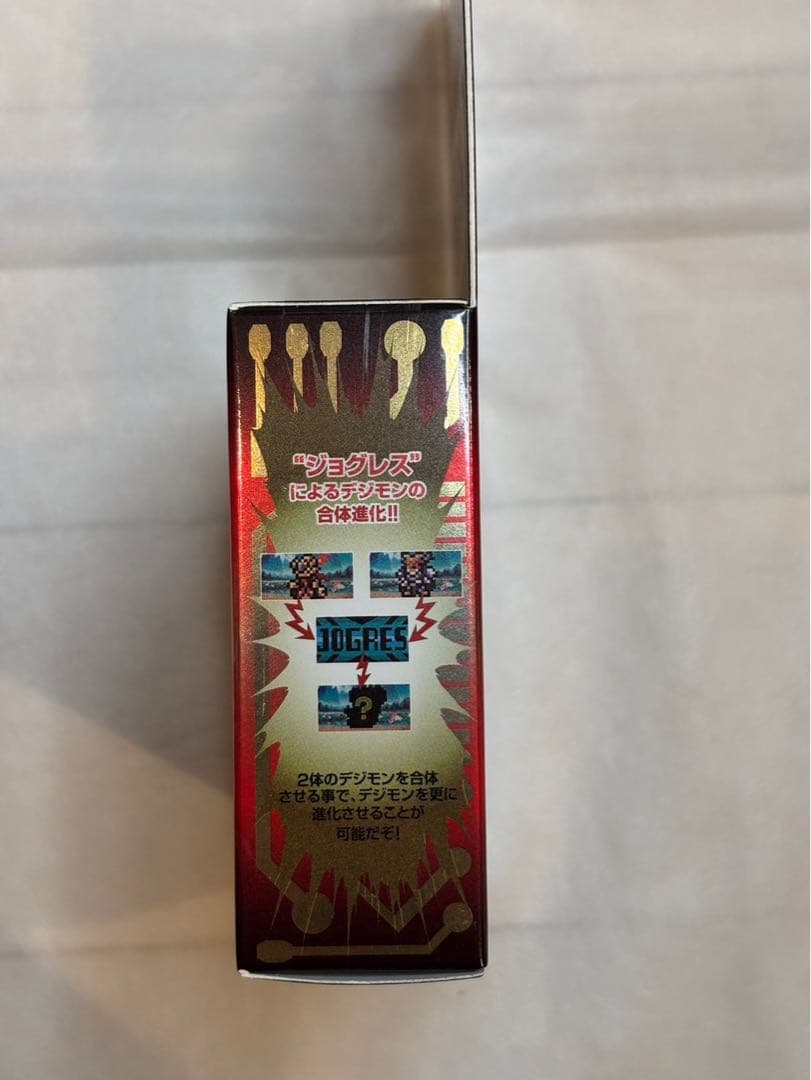 “ジョグレス”
によるデジモンの
合体進化!!
JOGRES
?
2体のデジモンを合体
させる事で、デジモンを更に
進化させることが
可能だぞ!